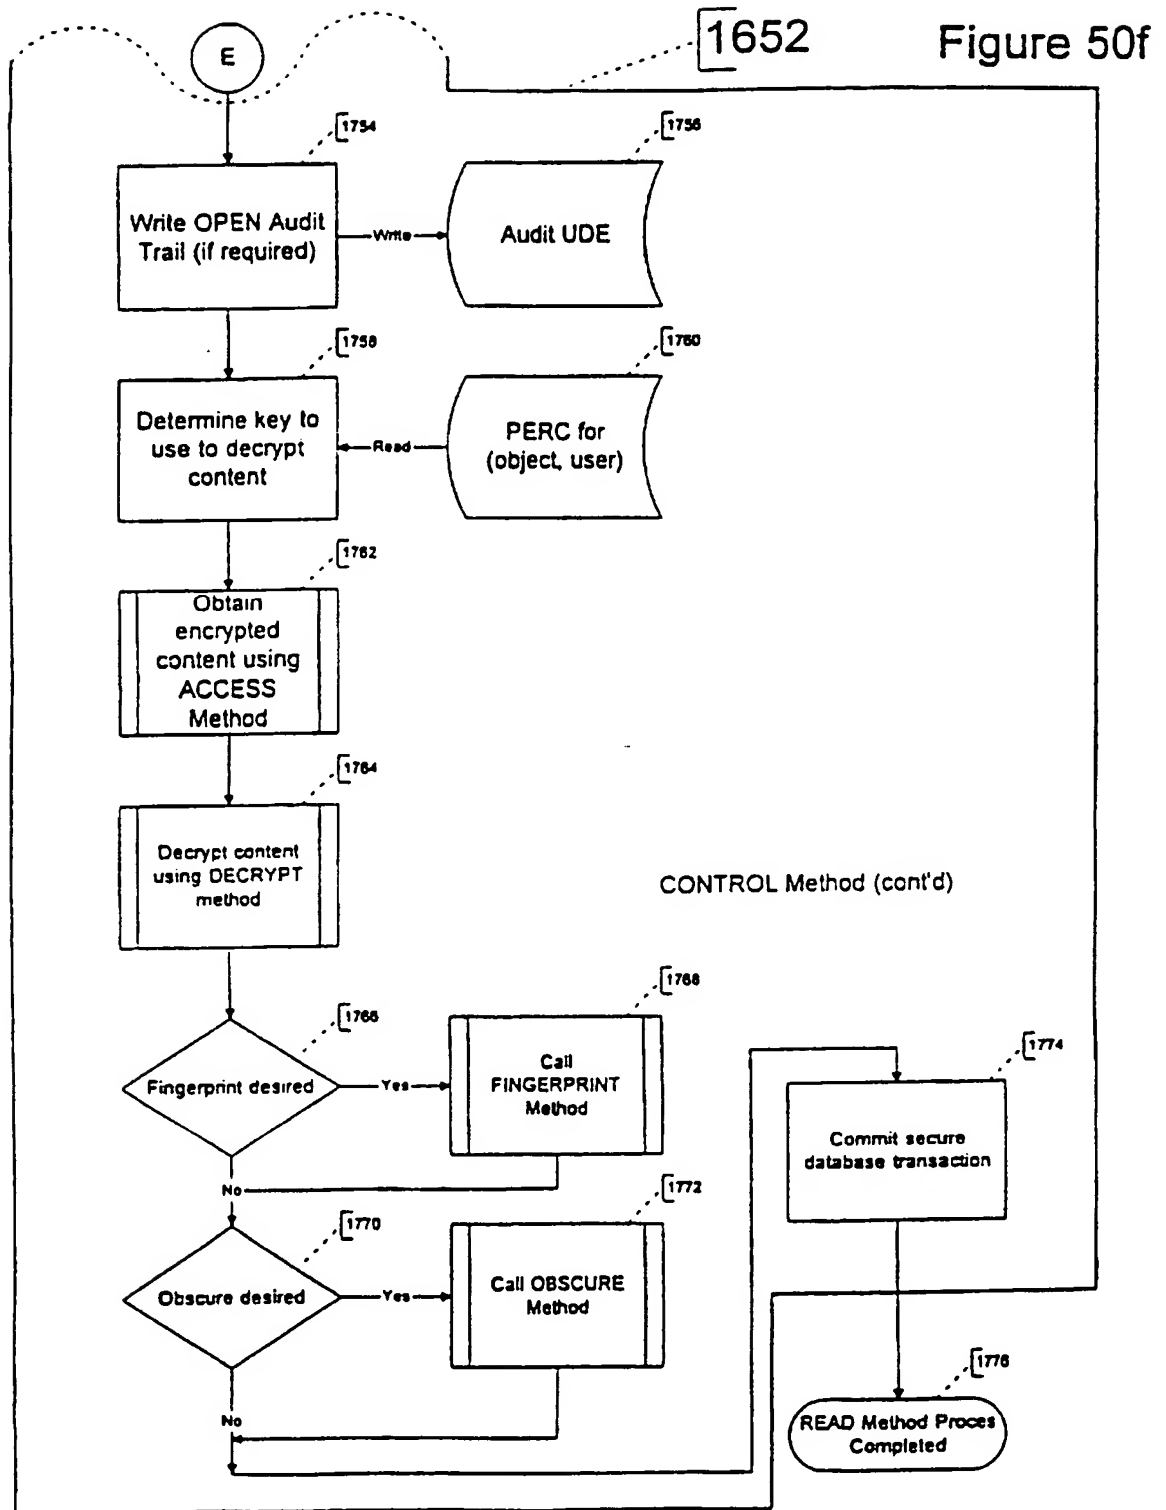 1652
Figure 50f
E
1754
Write OPEN Audit
Trail (if required)
Write
1756
Audit UDE
1758
Determine key to
use to decrypt
content
Read
1760
PERC for
(object, user)
1762
Obtain
encrypted
content using
ACCESS
Method
1764
Decrypt content
using DECRYPT
method
CONTROL Method (cont'd)
1766
Fingerprint desired
Yes
1768
Call
FINGERPRINT
Method
No
1770
Obscure desired
Yes
1772
Call OBSCURE
Method
No
1774
Commit secure
database transaction
1776
READ Method Proces
Completed